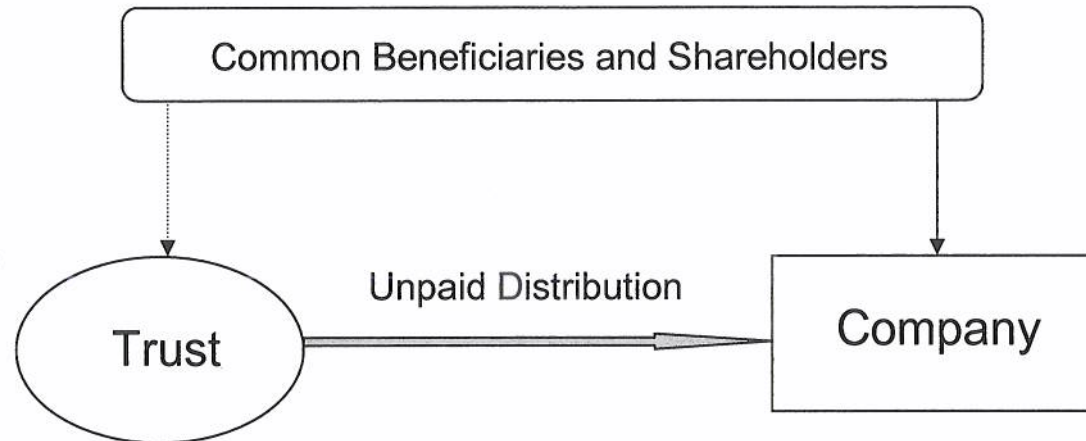 Common Beneficiaries and Shareholders
Unpaid Distribution
Trust
Company